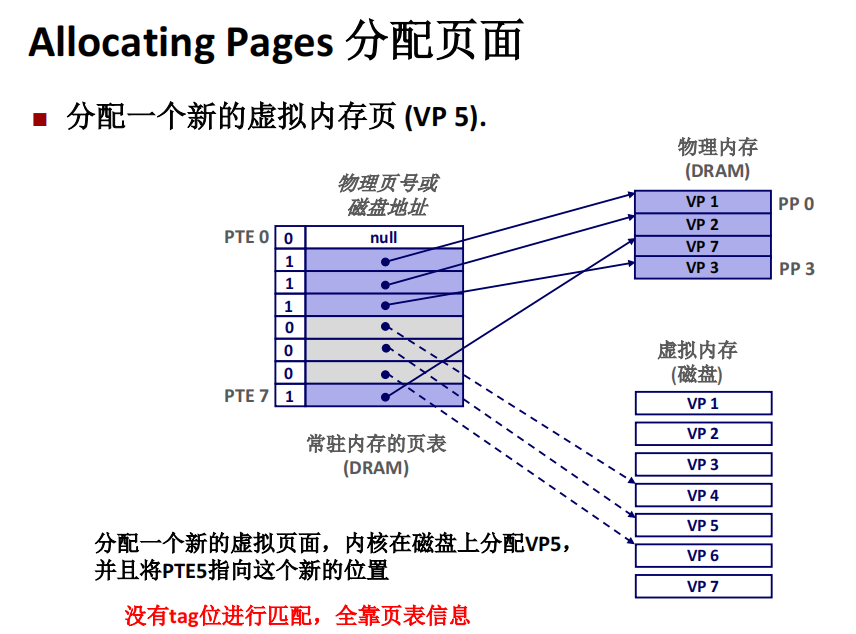 Allocating Pages 分配页面
分配一个新的虚拟内存页 (VP 5).
物理内存
(DRAM)
物理页号或
磁盘地址
VP 1
PP 0
VP 2
VP 7
VP 3
PP 3
PTE 0
0
null
1
1
1
0
0
0
PTE 7
1
常驻内存的页表
(DRAM)
虚拟内存
(磁盘)
VP 1
VP 2
VP 3
VP 4
VP 5
VP 6
VP 7
分配一个新的虚拟页面，内核在磁盘上分配VP5，
并且将PTE5指向这个新的位置
没有tag位进行匹配，全靠页表信息